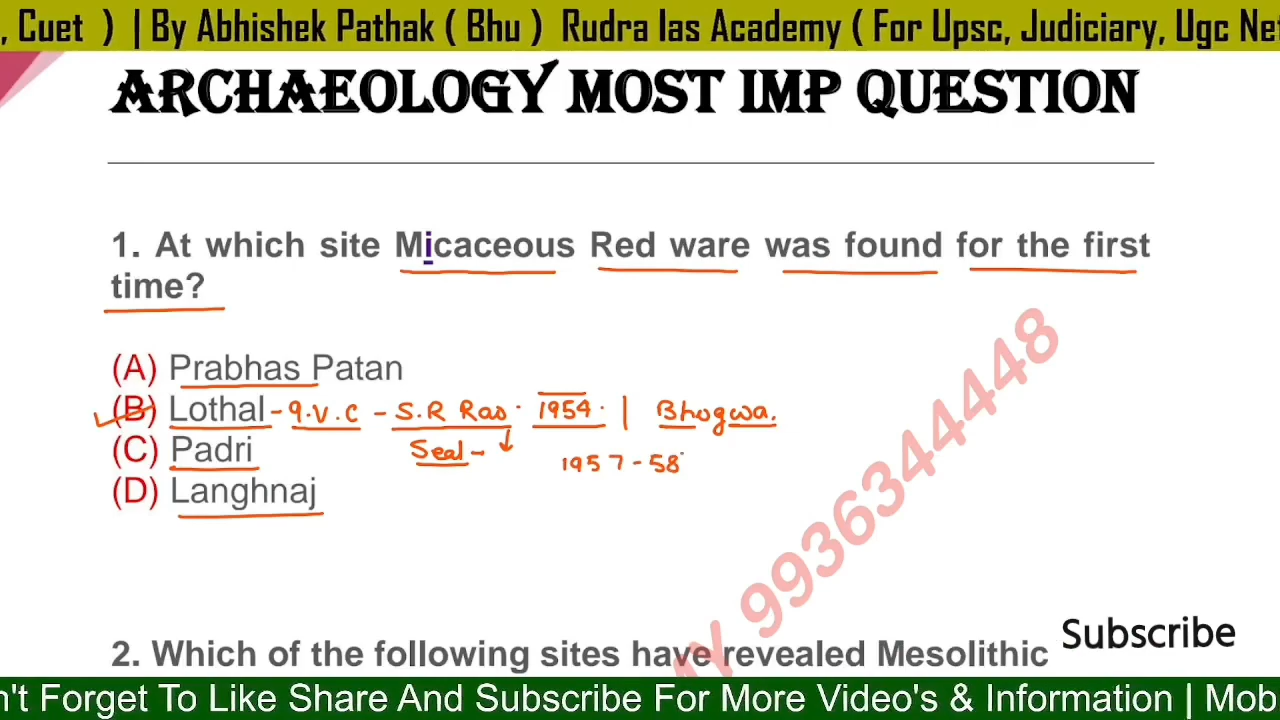 , Cuet ) | By Abhishek Pathak ( Bhu ) Rudra Ias Academy ( For Upsc, Judiciary, Ugc Ne
ARCHAEOLOGY MOST IMP QUESTION
1. At which site Micaceous Red ware was found for the first
time?
(A) Prabhas Patan
(B) Lothal - 9.V.C - S.R Rao. 1954. | Bhogwa.
(C) Padri Seal - 1957-58
(D) Langhnaj
9936344448
2. Which of the following sites have revealed Mesolithic
Subscribe
n't Forget To Like Share And Subscribe For More Video's & Information | Mob